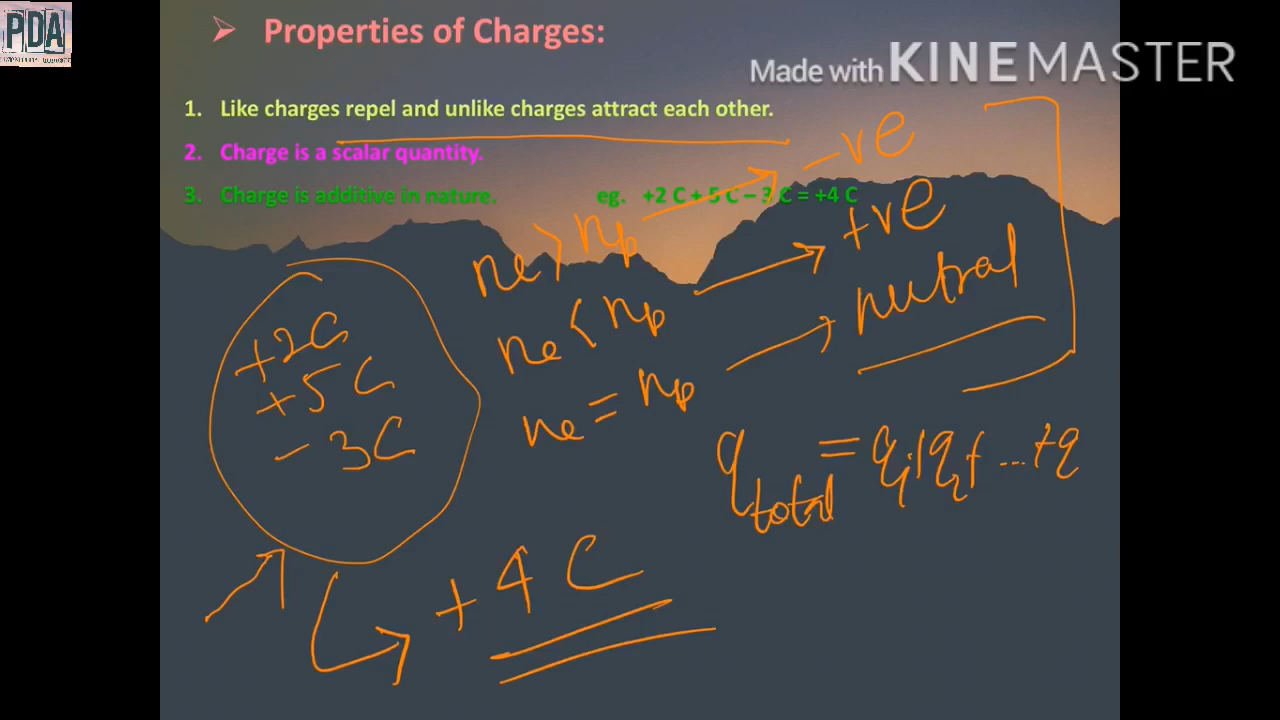 PDA
Made with KINEMASTER
➢ Properties of Charges:
1. Like charges repel and unlike charges attract each other.
2. Charge is a scalar quantity.
3. Charge is additive in nature. eg. +2 C + 5 C – 3 C = +4 C
ne > np → -ve
ne < np → +ve
ne = np → nutral
+2C
+5C
-3C
q total = q1+q2+ ...+q
+4C